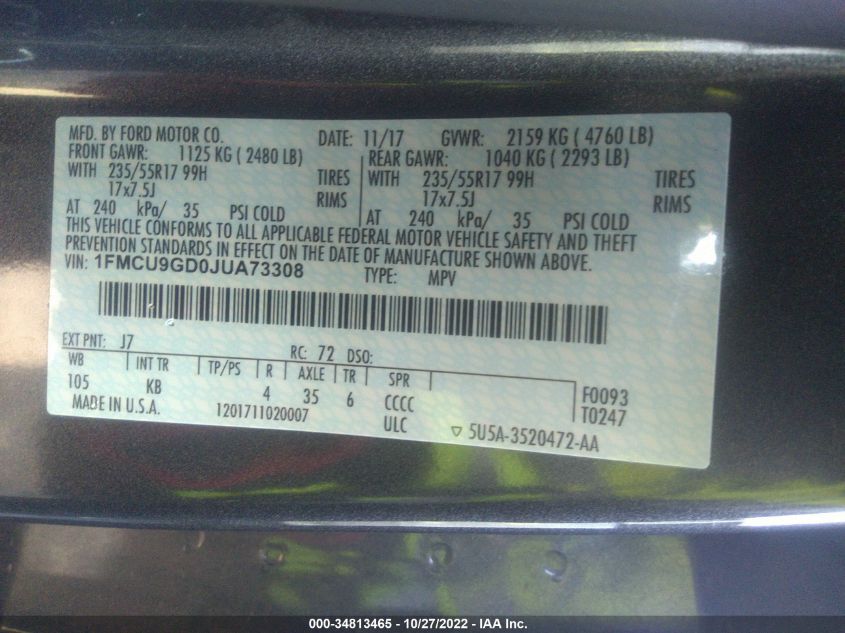 MFD. BY FORD MOTOR CO. DATE: 11/17 GVWR: 2159 KG ( 4760 LB)
FRONT GAWR: 1125 KG ( 2480 LB) REAR GAWR: 1040 KG ( 2293 LB)
WITH 235/55R17 99H TIRES WITH 235/55R17 99H TIRES
17x7.5J RIMS 17x7.5J RIMS
AT 240 kPa/ 35 PSI COLD AT 240 kPa/ 35 PSI COLD
THIS VEHICLE CONFORMS TO ALL APPLICABLE FEDERAL MOTOR VEHICLE SAFETY AND THEFT
PREVENTION STANDARDS IN EFFECT ON THE DATE OF MANUFACTURE SHOWN ABOVE.
VIN: 1FMCU9GD0JUA73308 TYPE: MPV
EXT PNT: J7 RC: 72 DSO:
WB INT TR TP/PS R AXLE TR SPR
105 KB 4 35 6 CCCC F0093
MADE IN U.S.A. 1201711020007 ULC T0247
▽ 5U5A-3520472-AA
000-34813465 - 10/27/2022 - IAA Inc.